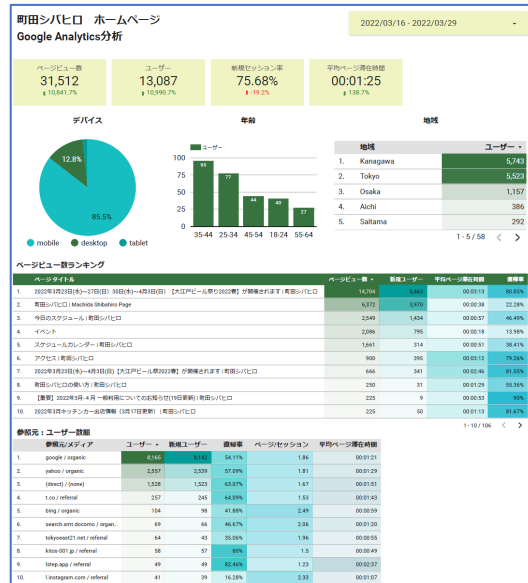 町田シバヒロ　ホームページ
Google Analytics分析
2022/03/16 - 2022/03/29
ページビュー数
31,512
10,841.7%
ユーザー
13,087
10,990.7%
新規セッション率
75.68%
-19.2%
平均ページ滞在時間
00:01:25
138.7%
デバイス
12.8%
85.5%
mobile desktop tablet
年齢
ユーザー
100
75
50
25
0
95
77
44
40
27
35-44 25-34 45-54 18-24 55-64
地域
地域 ユーザー
1. Kanagawa 5,743
2. Tokyo 5,523
3. Osaka 1,157
4. Aichi 386
5. Saitama 292
1 - 5 / 58
ページビュー数ランキング
ページタイトル ページビュー数 新規ユーザー 平均ページ滞在時間 直帰率
1. 2022年3月23日(水)～27日(日) 30日(水)～4月3日(日) 【大江戸ビール祭り2022春】が開催されます | 町田シバヒロ 14,704 5,463 00:03:13 80.85%
2. 町田シバヒロ | Machida Shibahiro Page 6,372 3,970 00:00:38 22.28%
3. 今日のスケジュール | 町田シバヒロ 2,549 1,434 00:00:57 46.49%
4. イベント 2,086 795 00:00:18 13.98%
5. スケジュールカレンダー | 町田シバヒロ 1,661 314 00:00:51 38.41%
6. アクセス | 町田シバヒロ 900 395 00:03:12 79.26%
7. 2022年3月23日(水)～4月3日(日)【大江戸ビール祭2022春】が開催されます | 町田シバヒロ 666 341 00:02:46 81.55%
8. 町田シバヒロの使い方 | 町田シバヒロ 250 31 00:01:29 55.36%
9. 【重要】2022年3月·4 月 一般利用についてのお知らせ(19日更新) | 町田シバヒロ 225 9 00:00:53 90%
10. 2022年3月キッチンカー出店情報（3月17日更新） | 町田シバヒロ 225 50 00:01:13 81.67%
1 - 10 / 106
参照元：ユーザー数順
参照元/メディア ユーザー 新規ユーザー 直帰率 ページ/セッション 平均ページ滞在時間
1. google / organic 8,165 8,142 54.11% 1.86 00:01:21
2. yahoo / organic 2,557 2,539 57.09% 1.81 00:01:29
3. (direct) / (none) 1,528 1,523 63.07% 1.67 00:01:51
4. t.co / referral 257 245 64.09% 1.53 00:01:43
5. bing / organic 104 98 41.88% 2.49 00:00:59
6. search.smt.docomo / organ... 69 66 46.67% 2.06 00:01:20
7. tokyoeast21.net / referral 64 43 35.06% 1.96 00:00:55
8. kitos-001.jp / referral 58 57 80% 1.5 00:00:49
9. lstep.app / referral 49 49 82.46% 1.23 00:02:37
10. l.instagram.com / referral 41 39 16.28% 2.33 00:01:07